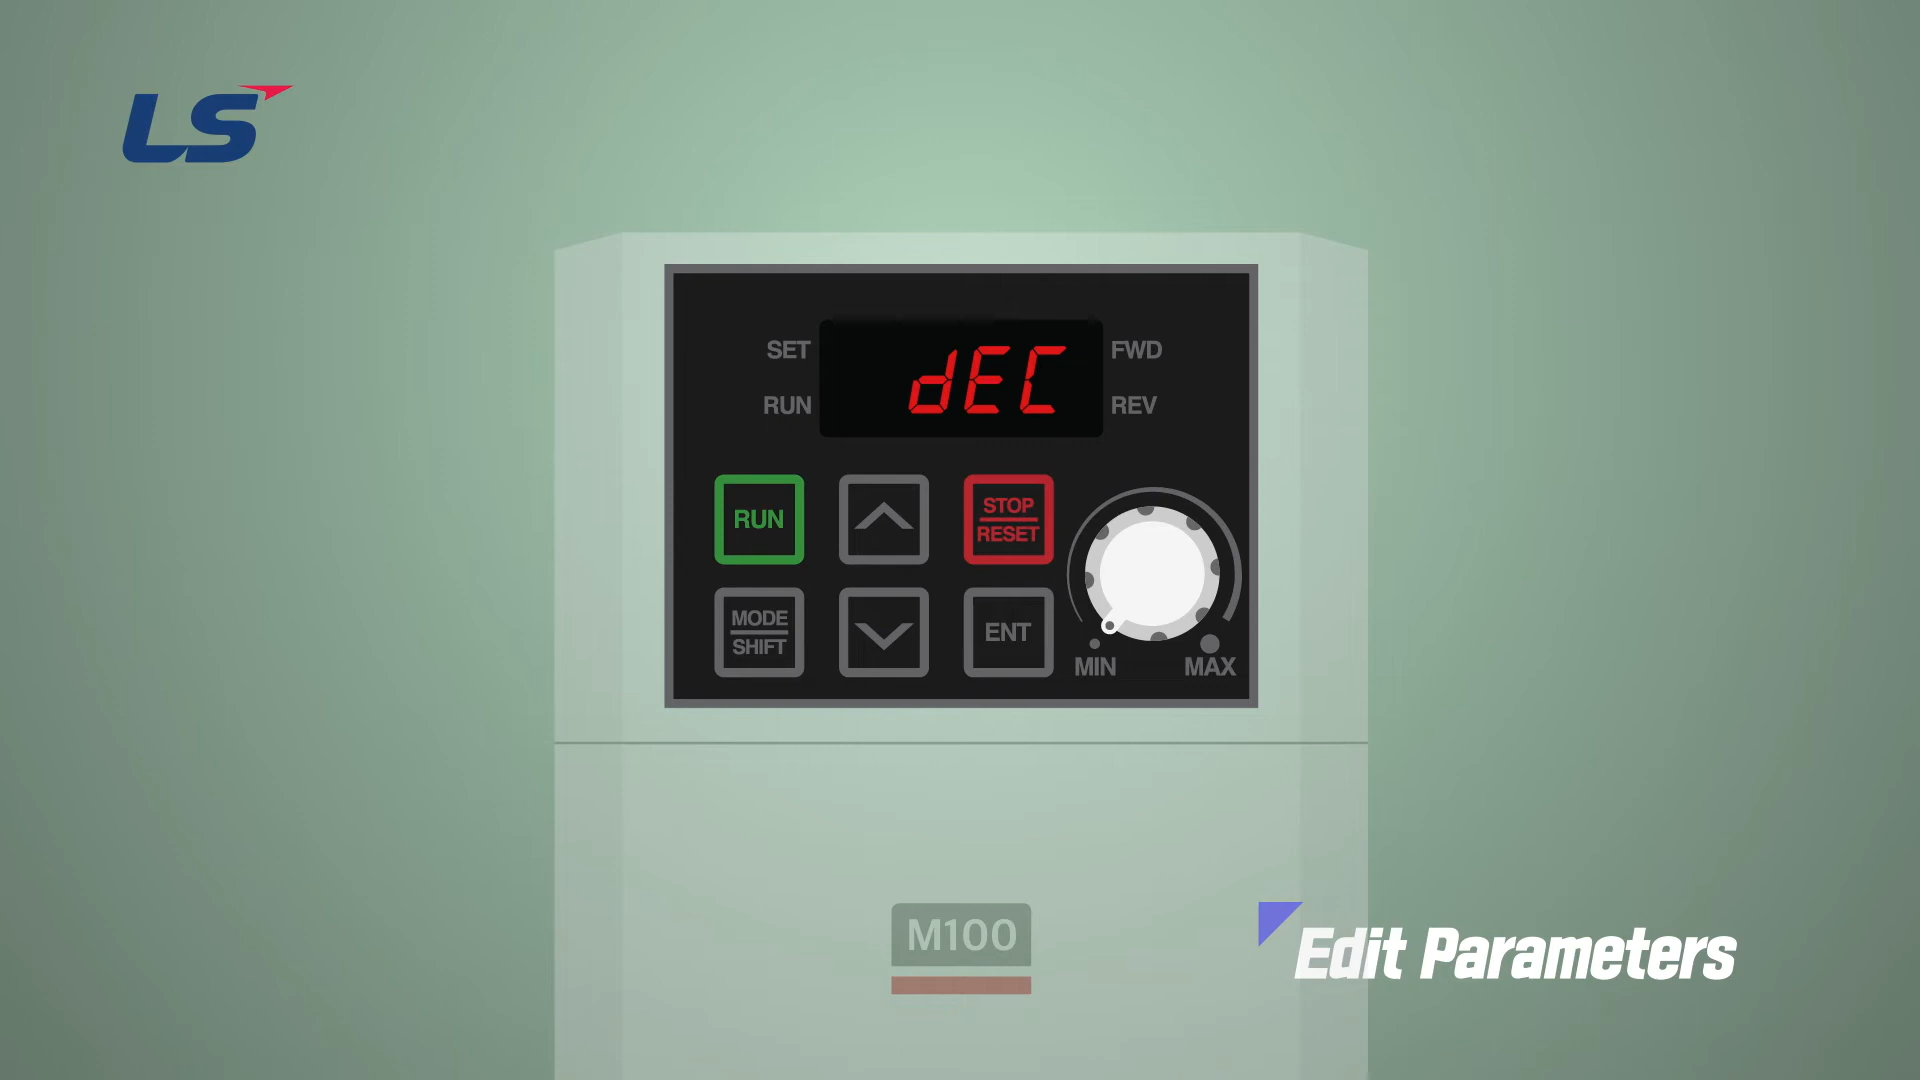 LS
SET
dEC
FWD
RUN
REV
RUN
STOP
RESET
MODE
SHIFT
ENT
MIN
MAX
M100
Edit Parameters